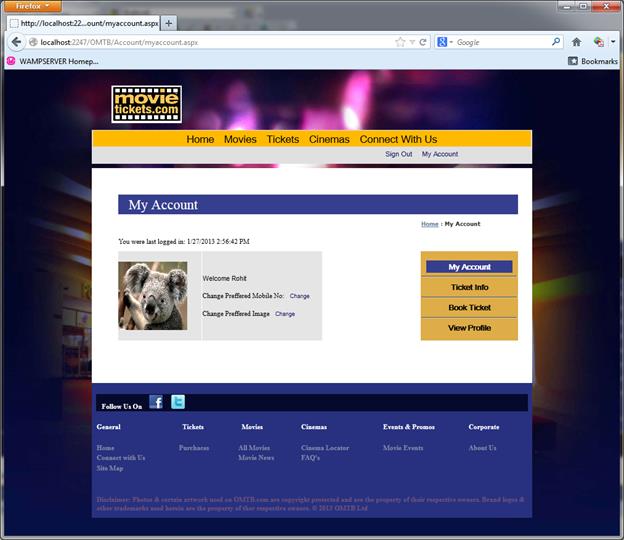 Firefox
http://localhost:22...ount/myaccount.aspx
localhost:2247/OMTB/Account/myaccount.aspx
Google
WAMPSERVER Homep...
Bookmarks
movie
tickets.com
Home Movies Tickets Cinemas Connect With Us
Sign Out My Account
My Account
Home : My Account
You were last logged in: 1/27/2013 2:56:42 PM
Welcome Rohit
Change Preffered Mobile No: Change
Change Preffered Image Change
My Account
Ticket Info
Book Ticket
View Profile
Follow Us On
General Tickets Movies Cinemas Events & Promos Corporate
Home Purchases All Movies Cinema Locator Movie Events About Us
Connect with Us Movie News FAQ's
Site Map
Disclaimer: Photos & certain artwork used on OMTB.com are copyright protected and are the property of their respective owners. Brand logos &
other trademarks used herein are the property of ther respective owners. © 2013 OMTB Ltd